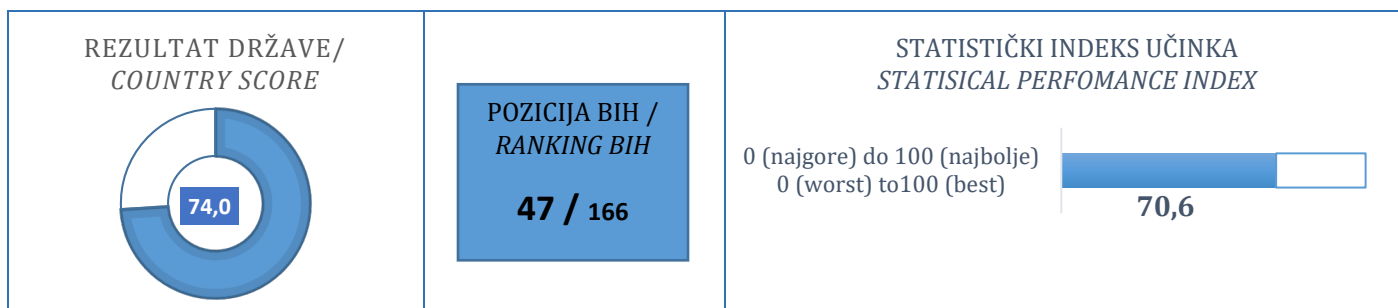 REZULTAT DRŽAVE/
COUNTRY SCORE
74,0
POZICIJA BIH /
RANKING BIH
47 / 166
STATISTIČKI INDEKS UČINKA
STATISICAL PERFOMANCE INDEX
0 (najgore) do 100 (najbolje)
0 (worst) to100 (best)
70,6